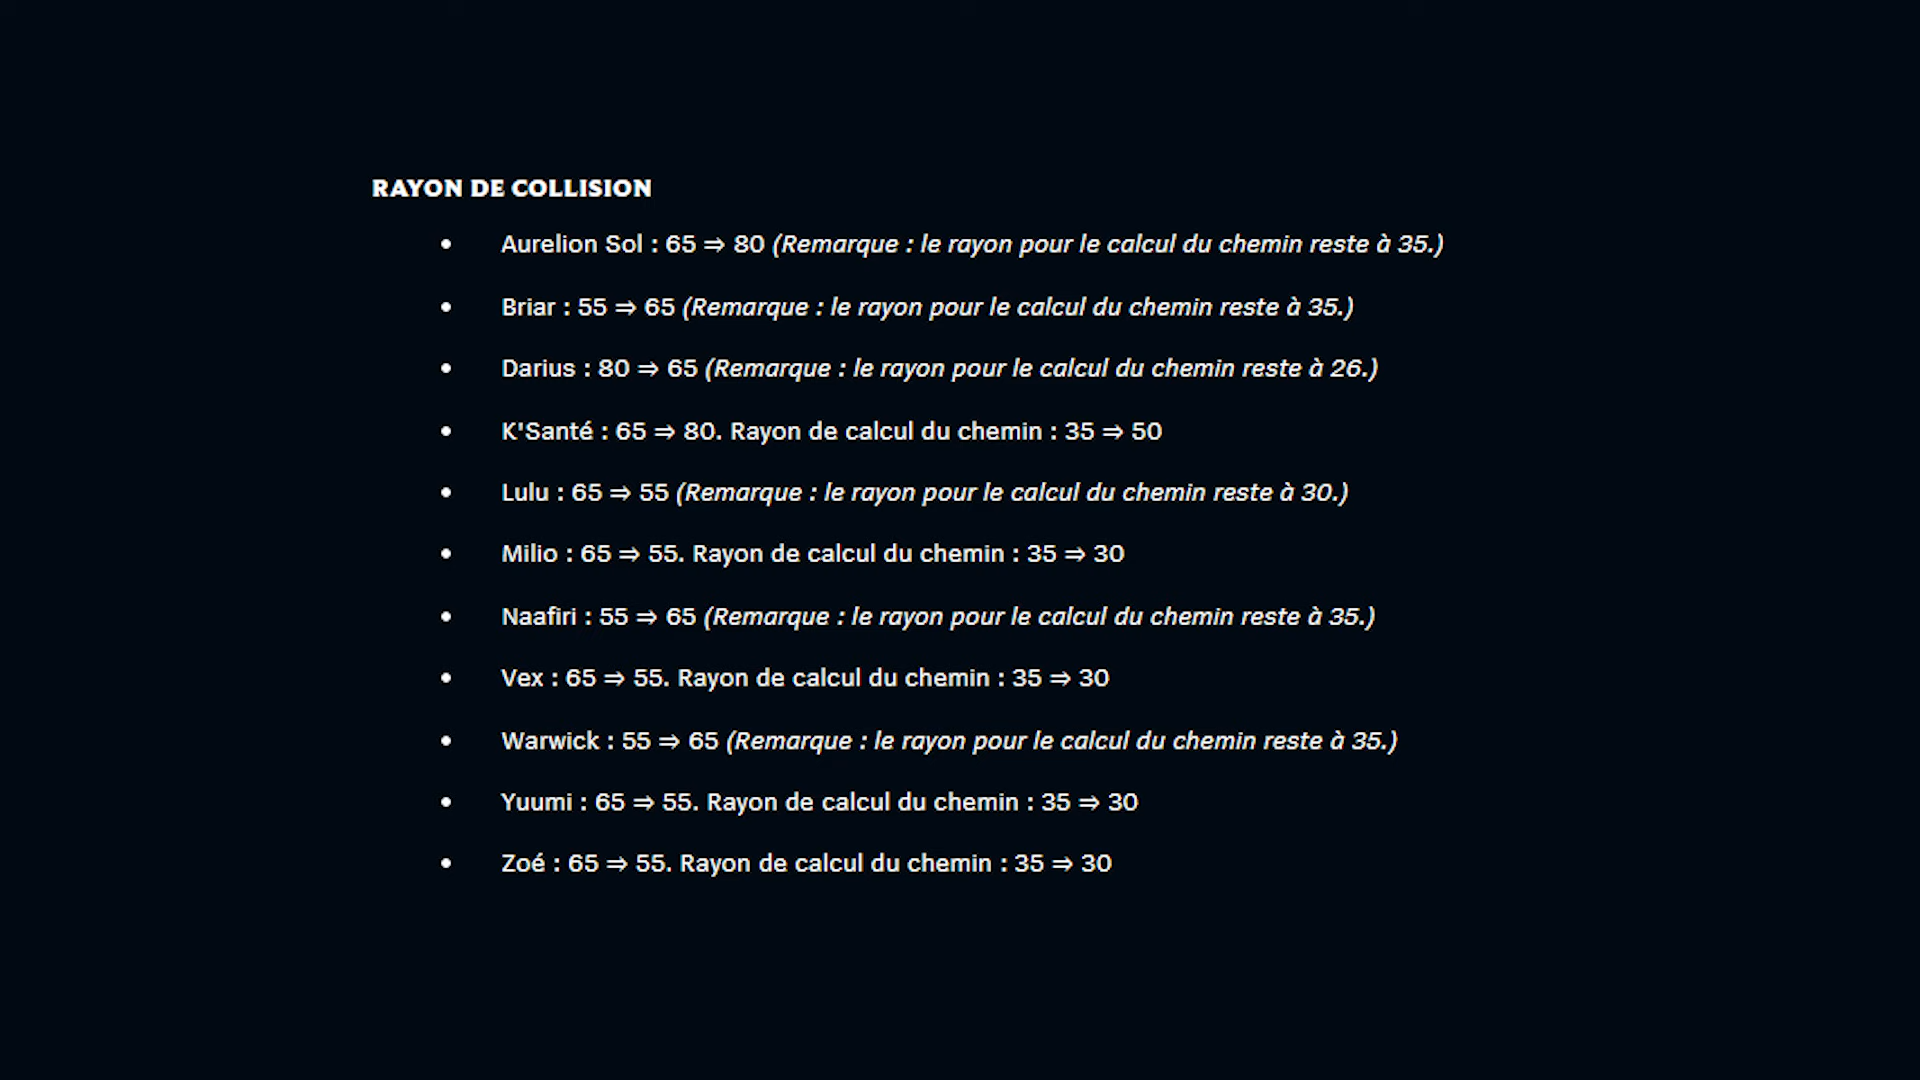 RAYON DE COLLISION
• Aurelion Sol : 65 ⇒ 80 (Remarque : le rayon pour le calcul du chemin reste à 35.)
• Briar : 55 ⇒ 65 (Remarque : le rayon pour le calcul du chemin reste à 35.)
• Darius : 80 ⇒ 65 (Remarque : le rayon pour le calcul du chemin reste à 26.)
• K'Santé : 65 ⇒ 80. Rayon de calcul du chemin : 35 ⇒ 50
• Lulu : 65 ⇒ 55 (Remarque : le rayon pour le calcul du chemin reste à 30.)
• Milio : 65 ⇒ 55. Rayon de calcul du chemin : 35 ⇒ 30
• Naafiri : 55 ⇒ 65 (Remarque : le rayon pour le calcul du chemin reste à 35.)
• Vex : 65 ⇒ 55. Rayon de calcul du chemin : 35 ⇒ 30
• Warwick : 55 ⇒ 65 (Remarque : le rayon pour le calcul du chemin reste à 35.)
• Yuumi : 65 ⇒ 55. Rayon de calcul du chemin : 35 ⇒ 30
• Zoé : 65 ⇒ 55. Rayon de calcul du chemin : 35 ⇒ 30